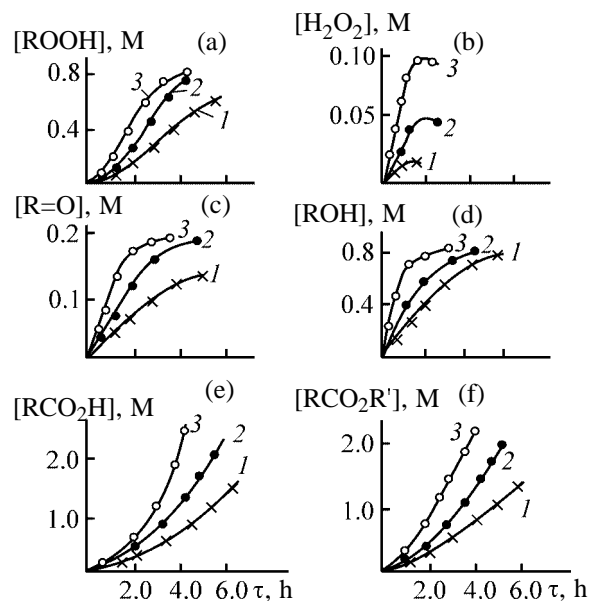 [ROOH], M (a) [H₂O₂], M (b)
0.8 3 2 1 0.10 3
0.4 0.05 2
1
[R=O], M (c) [ROH], M (d)
0.2 3 2 0.8 3 2 1
0.1 1 0.4
[RCO₂H], M (e) [RCO₂R'], M (f)
3 2 3
2.0 1 2.0 2
1.0 1.0 1
2.0 4.0 6.0 τ, h 2.0 4.0 6.0 τ, h